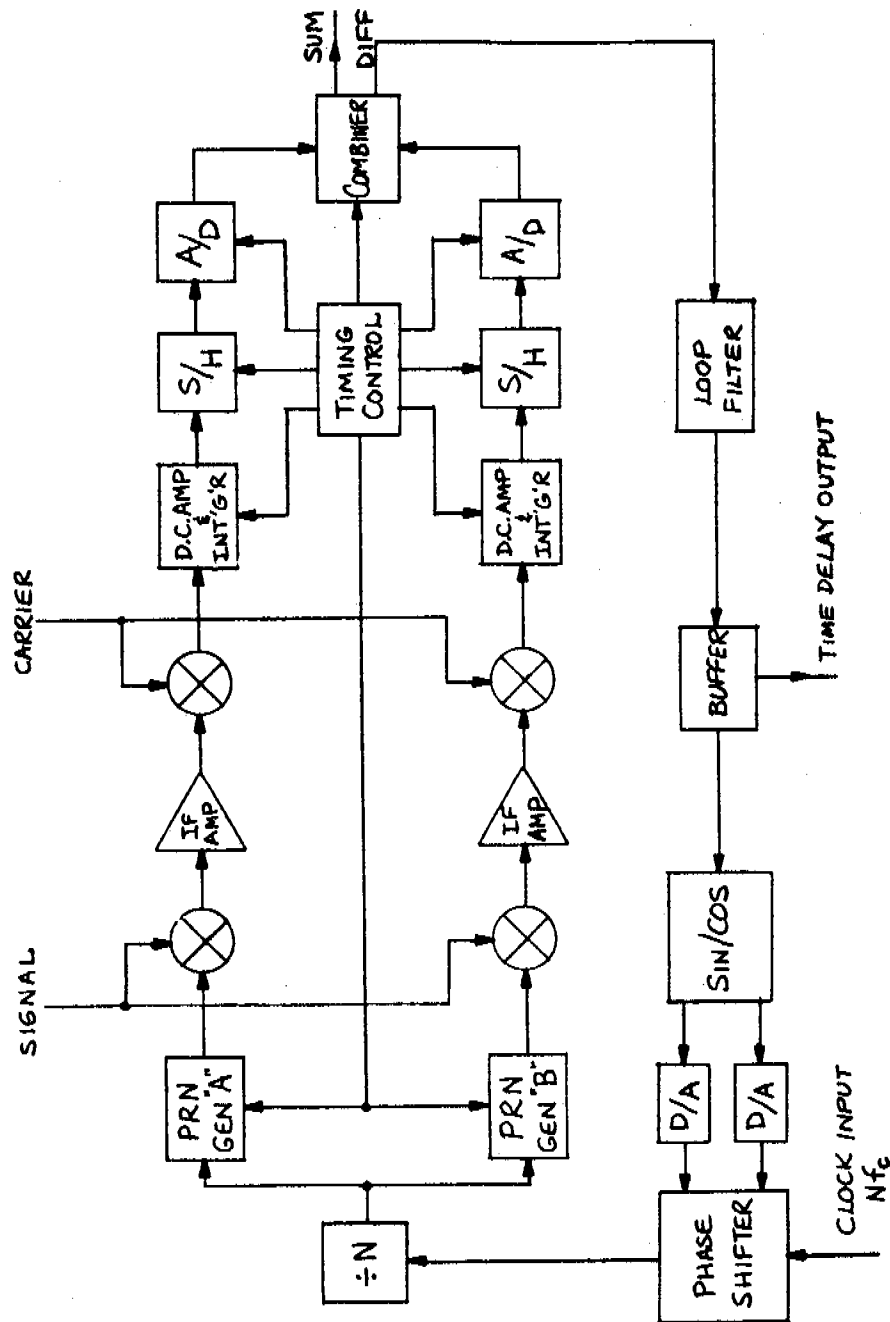 SIGNAL
CARRIER
SUM
DIFF
PRN
GEN "A"
IF
AMP
D.C. AMP
&
INT'G'R
S/H
A/D
COMBINER
÷N
TIMING
CONTROL
PRN
GEN "B"
IF
AMP
D.C. AMP
&
INT'G'R
S/H
A/D
PHASE
SHIFTER
D/A
D/A
SIN/COS
BUFFER
LOOP
FILTER
CLOCK INPUT
Nfc
TIME DELAY OUTPUT